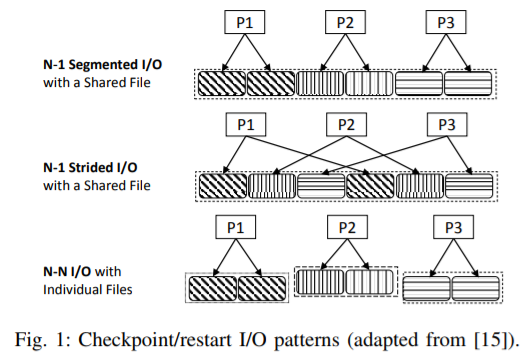 P1 P2 P3
N-1 Segmented I/O
with a Shared File
P1 P2 P3
N-1 Strided I/O
with a Shared File
P1 P2 P3
N-N I/O with
Individual Files
Fig. 1: Checkpoint/restart I/O patterns (adapted from [15]).